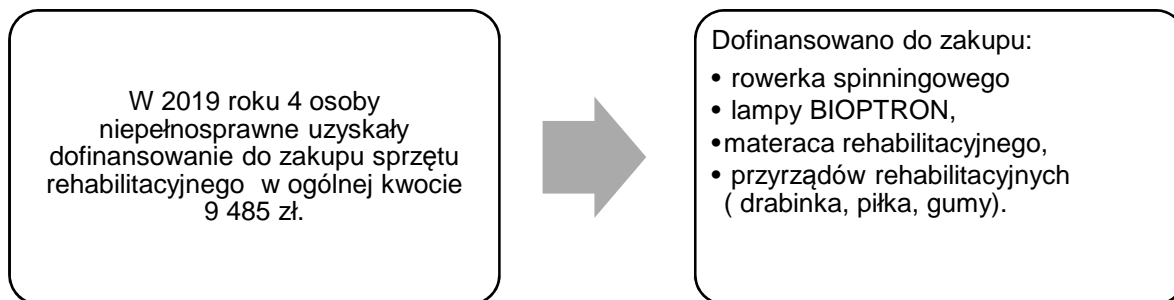 W 2019 roku 4 osoby
niepełnosprawne uzyskały
dofinansowanie do zakupu sprzętu
rehabilitacyjnego w ogólnej kwocie
9 485 zł.
Dofinansowano do zakupu:
• rowerka spinningowego
• lampy BIOPTRON,
•materaca rehabilitacyjnego,
• przyrządów rehabilitacyjnych
( drabinka, piłka, gumy).